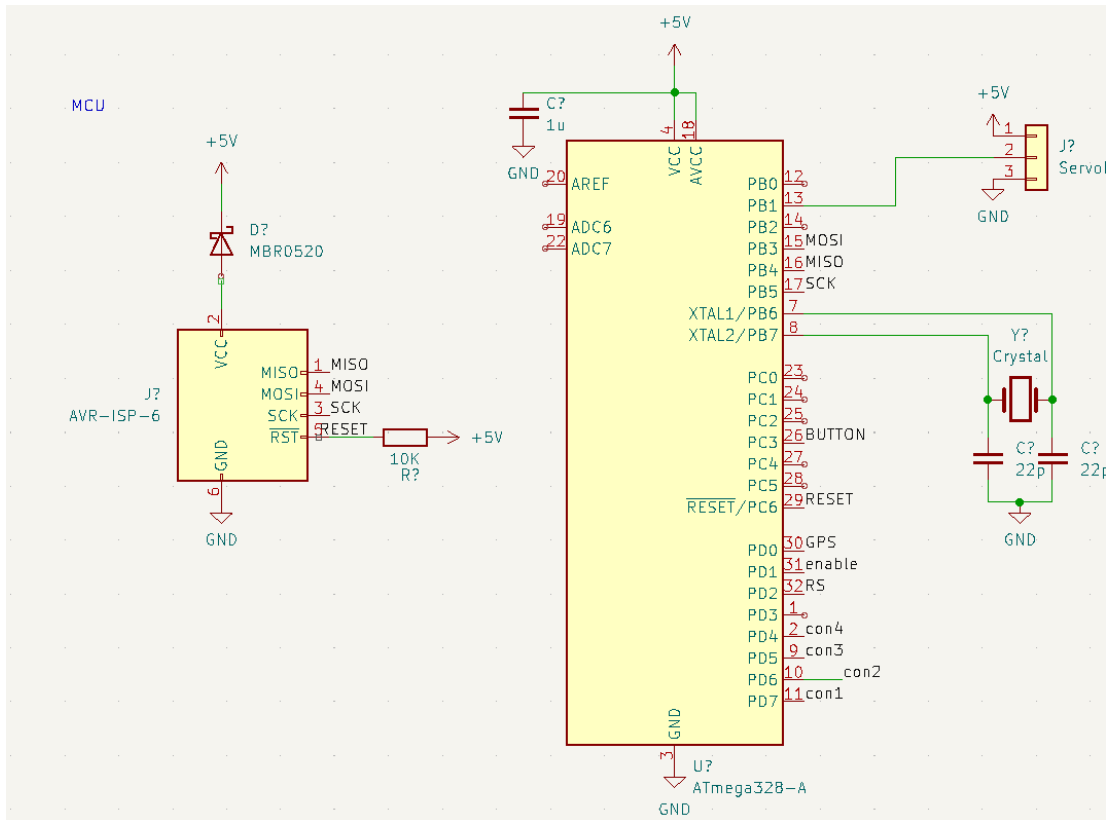 MCU
+5V
D?
MBR0520
2
VCC
MISO 1 MISO
MOSI 4 MOSI
SCK 3 SCK
RST RESET
GND
6
GND
J?
AVR-ISP-6
10K
R?
+5V
+5V
C?
1u
GND
4
VCC
18
AVCC
20 AREF
19 ADC6
22 ADC7
PB0 12
PB1 13
PB2 14
PB3 15 MOSI
PB4 16 MISO
PB5 17 SCK
XTAL1/PB6 7
XTAL2/PB7 8
PC0 23
PC1 24
PC2 25
PC3 26 BUTTON
PC4 27
PC5 28
RESET/PC6 29 RESET
PD0 30 GPS
PD1 31 enable
PD2 32 RS
PD3 1
PD4 2 con4
PD5 9 con3
PD6 10 con2
PD7 11 con1
GND
3
GND
U?
ATmega328-A
+5V
1
2
3
J?
Servo
GND
Y?
Crystal
C?
22p
C?
22p
GND